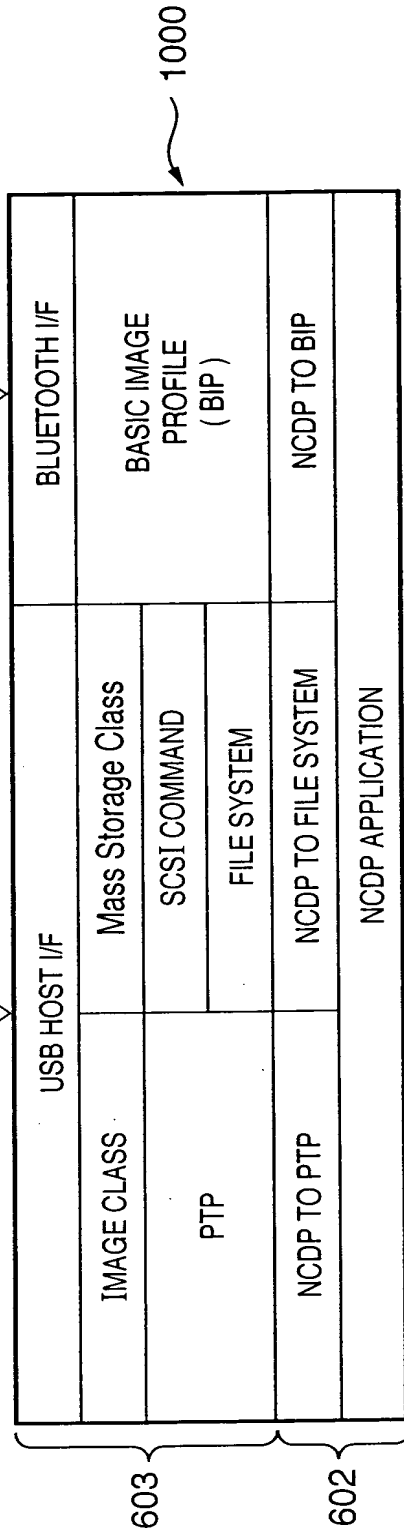 USB HOST I/F
BLUETOOTH I/F
1000
603
IMAGE CLASS
Mass Storage Class
BASIC IMAGE
PROFILE
( BIP )
PTP
SCSI COMMAND
FILE SYSTEM
602
NCDP TO PTP
NCDP TO FILE SYSTEM
NCDP TO BIP
NCDP APPLICATION